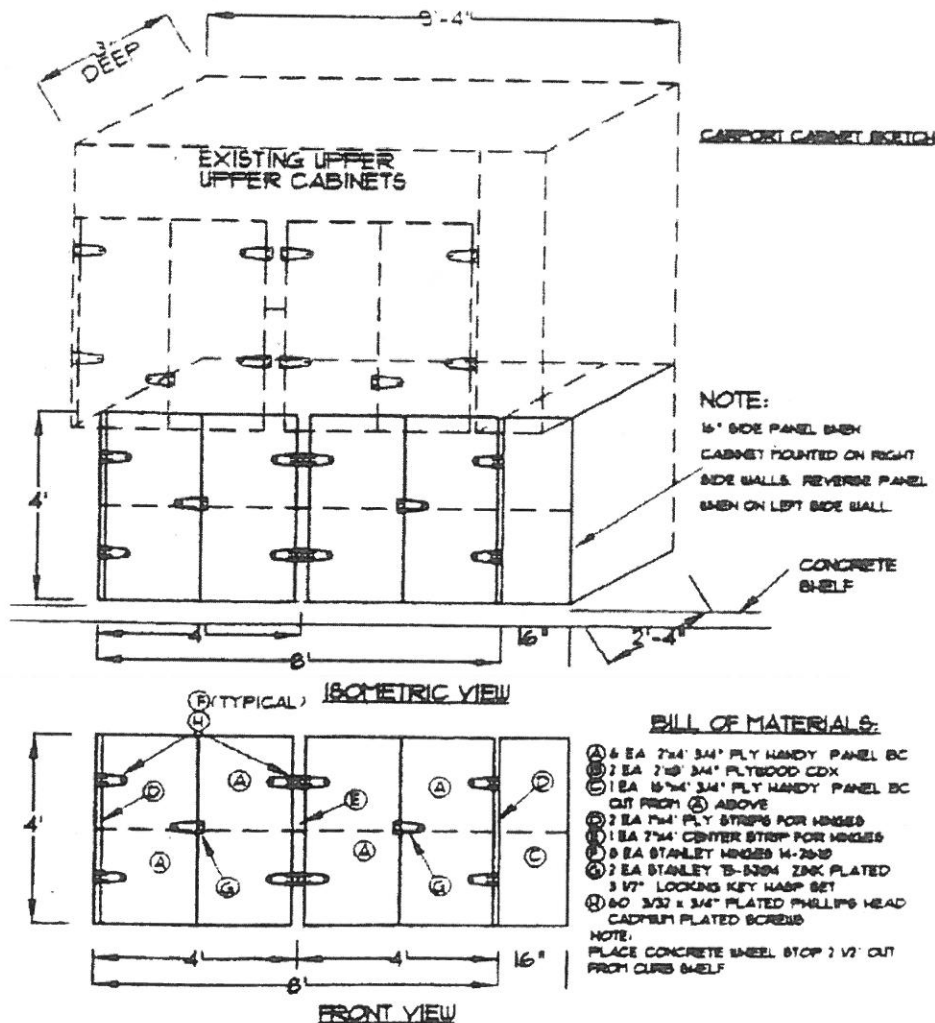 9'-4"
3'
DEEP
CARPORT CABINET SKETCH
EXISTING UPPER
UPPER CABINETS
NOTE:
16" SIDE PANEL WHEN
CABINET MOUNTED ON RIGHT
SIDE WALLS. REVERSE PANEL
WHEN ON LEFT SIDE WALL.
4'
CONCRETE
SHELF
4'
16"
2'-4"
8'
ISOMETRIC VIEW
F (TYPICAL)
H
BILL OF MATERIALS:
A 6 EA 2'x4' 3/4" PLY HANDY PANEL BC
B 2 EA 2'x8' 3/4" PLYWOOD CDX
C 1 EA 16"x4' 3/4" PLY HANDY PANEL BC
CUT FROM A ABOVE
D 2 EA 1"x4' PLY STRIPS FOR HINGES
E 1 EA 2"x4' CENTER STRIP FOR HINGES
F 8 EA STANLEY HINGES
G 2 EA STANLEY ZINK PLATED
3 1/2" LOCKING KEY HASP SET
H 60 3/32 x 3/4" PLATED PHILLIPS HEAD
CADMIUM PLATED SCREWS
NOTE:
PLACE CONCRETE WHEEL STOP 2 1/2' OUT
FROM CURB SHELF
D
A
E
A
D
4'
A
G
A
G
C
4
4
16"
8'
FRONT VIEW